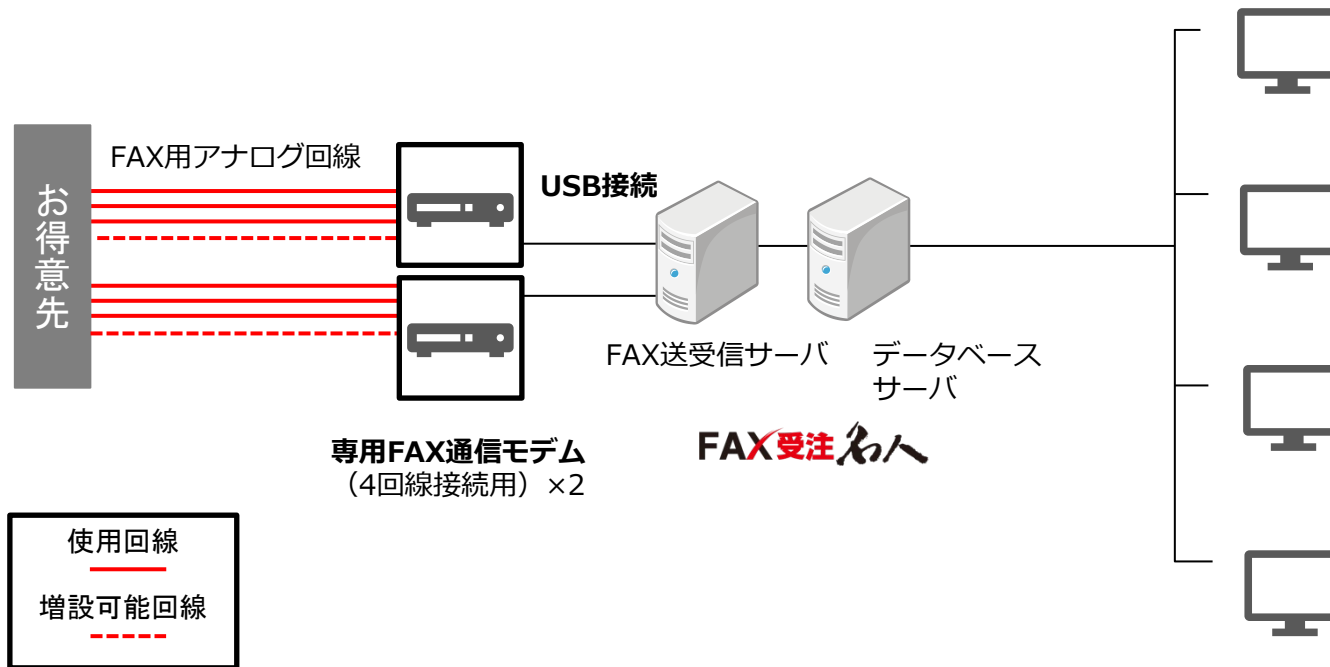 FAX用アナログ回線
お得意先
USB接続
FAX送受信サーバ
データベース
サーバ
専用FAX通信モデム
（4回線接続用）×2
FAX受注名人
使用回線
増設可能回線